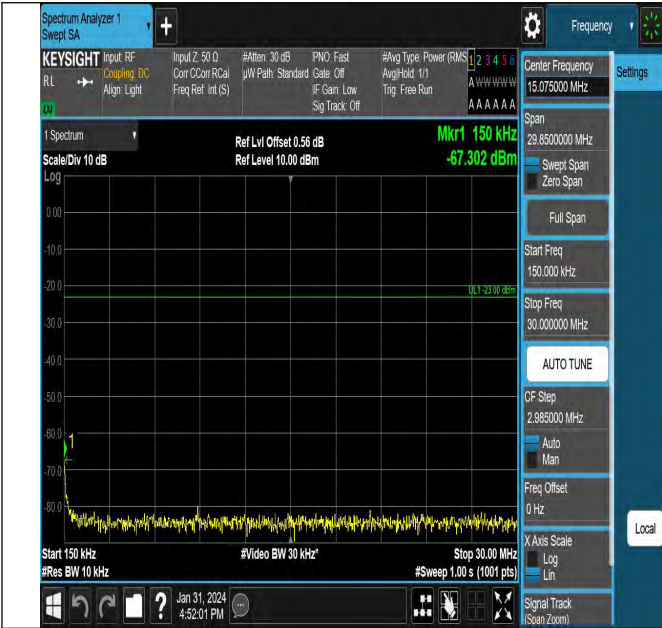 Spectrum Analyzer 1
Swept SA
Frequency
KEYSIGHT
RL
Input: RF
Coupling: DC
Align: Light
Input Z: 50 Ω
Corr CCorr RCal
Freq Ref: Int (S)
#Atten: 30 dB
µW Path: Standard
PNO: Fast
Gate: Off
IF Gain: Low
Sig Track: Off
#Avg Type: Power (RMS
Avg|Hold: 1/1
Trig: Free Run
1 2 3 4 5 6
A W W W W W
A A A A A A
1 Spectrum
Scale/Div 10 dB
Log
Ref Lvl Offset 0.56 dB
Ref Level 10.00 dBm
Mkr1 150 kHz
-67.302 dBm
0.00
-10.0
-20.0
DL1 -23.00 dBm
-30.0
-40.0
-50.0
-60.0
1
-70.0
-80.0
Start 150 kHz
#Res BW 10 kHz
#Video BW 30 kHz*
Stop 30.00 MHz
#Sweep 1.00 s (1001 pts)
Jan 31, 2024
4:52:01 PM
?
Center Frequency
15.075000 MHz
Settings
Span
29.8500000 MHz
Swept Span
Zero Span
Full Span
Start Freq
150.000 kHz
Stop Freq
30.000000 MHz
AUTO TUNE
CF Step
2.985000 MHz
Auto
Man
Freq Offset
0 Hz
X Axis Scale
Log
Lin
Local
Signal Track
(Span Zoom)